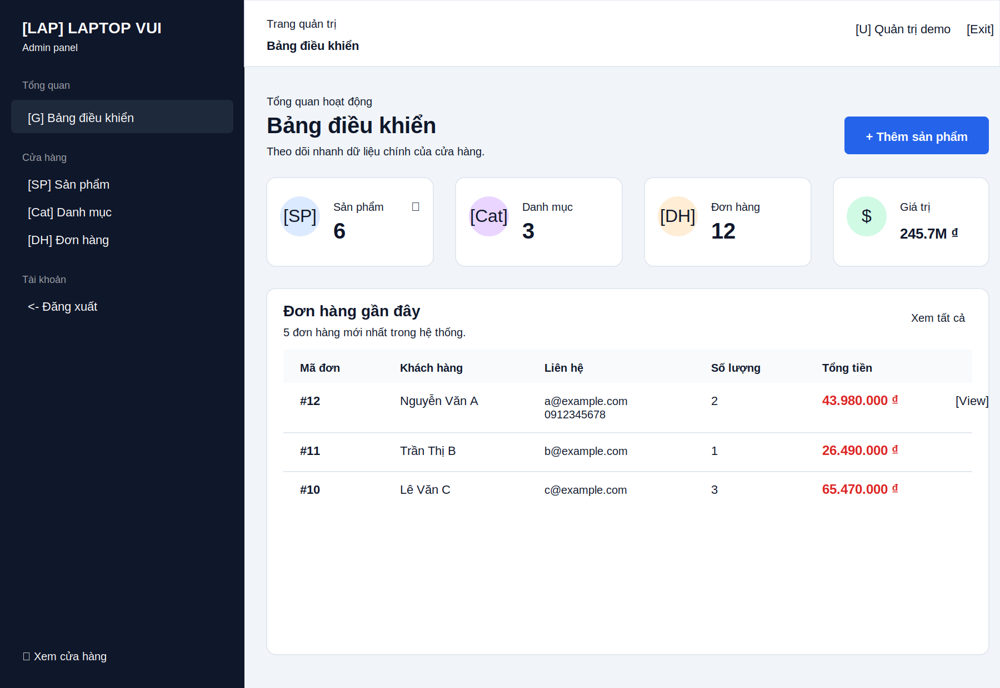 [LAP] LAPTOP VUI
Admin panel
Tổng quan
[G] Bảng điều khiển
Cửa hàng
[SP] Sản phẩm
[Cat] Danh mục
[DH] Đơn hàng
Tài khoản
<- Đăng xuất
Xem cửa hàng
Trang quản trị
Bảng điều khiển
[U] Quản trị demo [Exit]
Tổng quan hoạt động
Bảng điều khiển
Theo dõi nhanh dữ liệu chính của cửa hàng.
+ Thêm sản phẩm
[SP] Sản phẩm
6
[Cat] Danh mục
3
[DH] Đơn hàng
12
$ Giá trị
245.7M ₫
Đơn hàng gần đây
5 đơn hàng mới nhất trong hệ thống.
Xem tất cả
Mã đơn Khách hàng Liên hệ Số lượng Tổng tiền
#12 Nguyễn Văn A a@example.com 2 43.980.000 ₫ [View]
0912345678
#11 Trần Thị B b@example.com 1 26.490.000 ₫
#10 Lê Văn C c@example.com 3 65.470.000 ₫